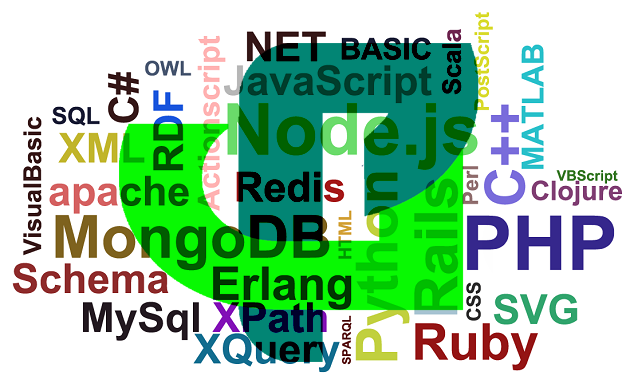 NET
BASIC
Scala
PostScript
OWL
C#
Actionscript
JavaScript
MATLAB
SQL
RDF
Node.js
C++
VisualBasic
XML
Perl
VBScript
apache
Redis
Clojure
MongoDB
HTML
Python
Rails
PHP
Schema
Erlang
CSS
SVG
MySql
XPath
SPARQL
Ruby
XQuery